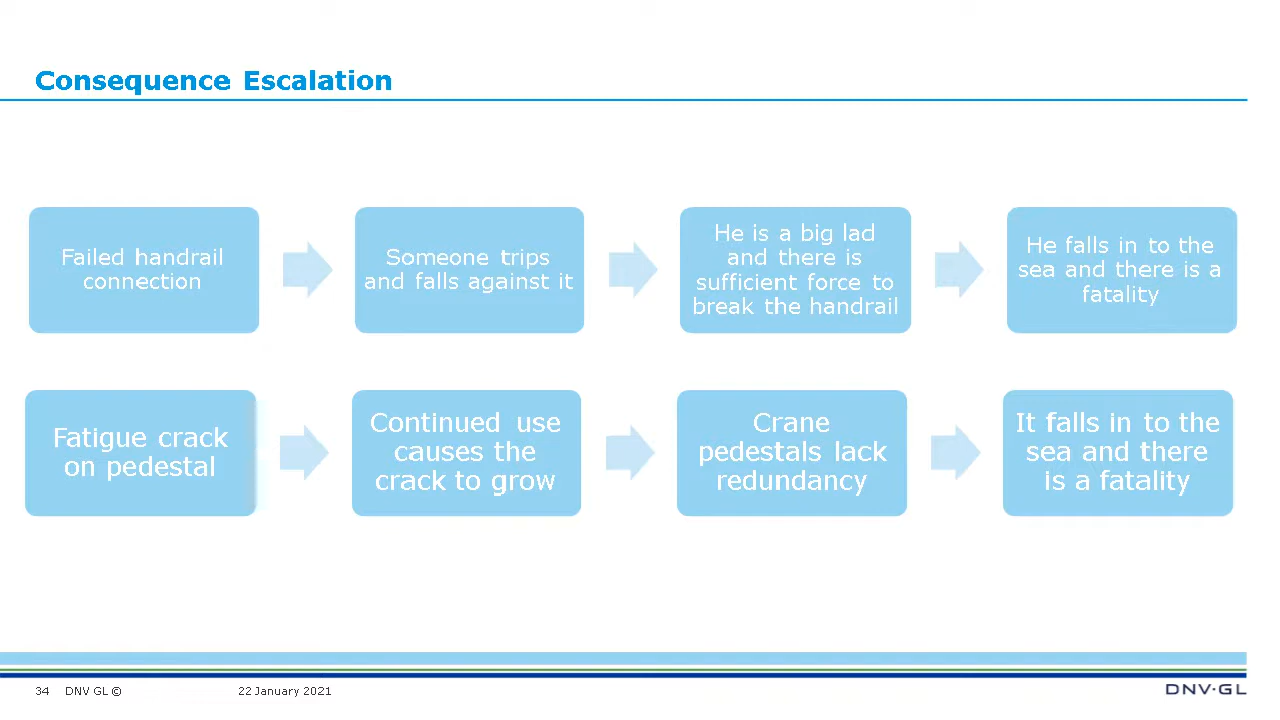 Consequence Escalation
Failed handrail
connection
Someone trips
and falls against it
He is a big lad
and there is
sufficient force to
break the handrail
He falls in to the
sea and there is a
fatality
Fatigue crack
on pedestal
Continued use
causes the
crack to grow
Crane
pedestals lack
redundancy
It falls in to the
sea and there
is a fatality
34 DNV GL © 22 January 2021
DNV·GL